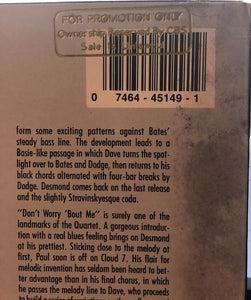 FOR PROMOTION ONLY
Ownership Reserved By CBS
Sale
0 7464-45149-1
form some exciting patterns against Bates'
steady bass line. The development leads to a
Basie-like passage in which Dave turns the spot-
light over to Bates and Dodge, then returns to his
block chords alternated with four-bar breaks by
Dodge. Desmond comes back on the last release
and the slightly Stravinskyesque coda.
"Don't Worry 'Bout Me" is surely one of the
landmarks of the Quartet. A gorgeous introduc-
tion with a real blues feeling brings on Desmond
at his prettiest. Sticking close to the melody at
first, Paul soon is off on Cloud 7. His flair for
melodic invention has seldom been heard to bet-
ter advantage than in his final chorus, in which
he passes the melody line to Dave, who proceeds